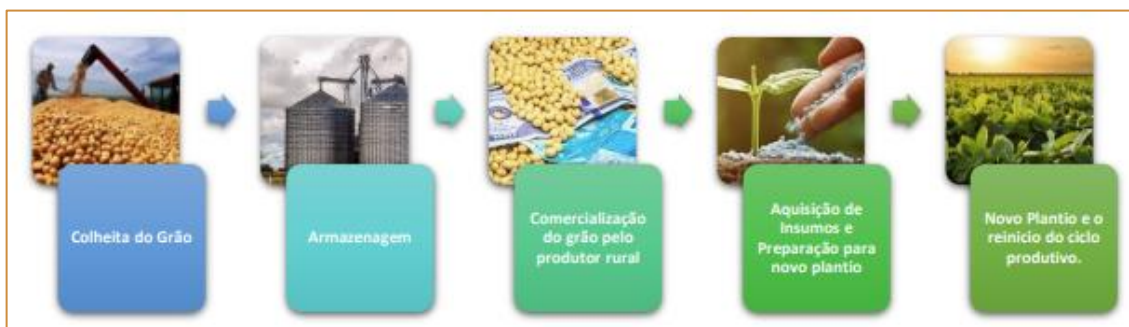 Colheita do Grão
Armazenagem
Comercialização
do grão pelo
produtor rural
Aquisição de
Insumos e
Preparação para
novo plantio
Novo Plantio e o
reinicio do ciclo
produtivo.